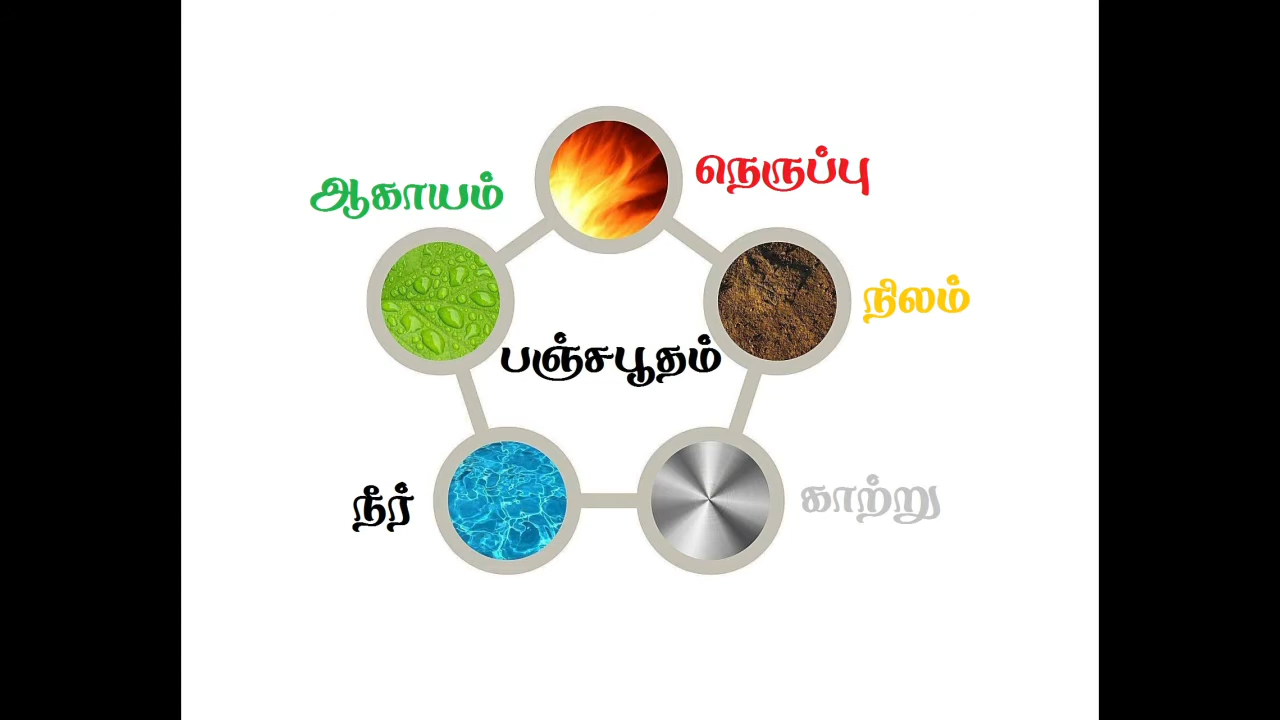 நெருப்பு
ஆகாயம்
நிலம்
பஞ்சபூதம்
நீர்
காற்று